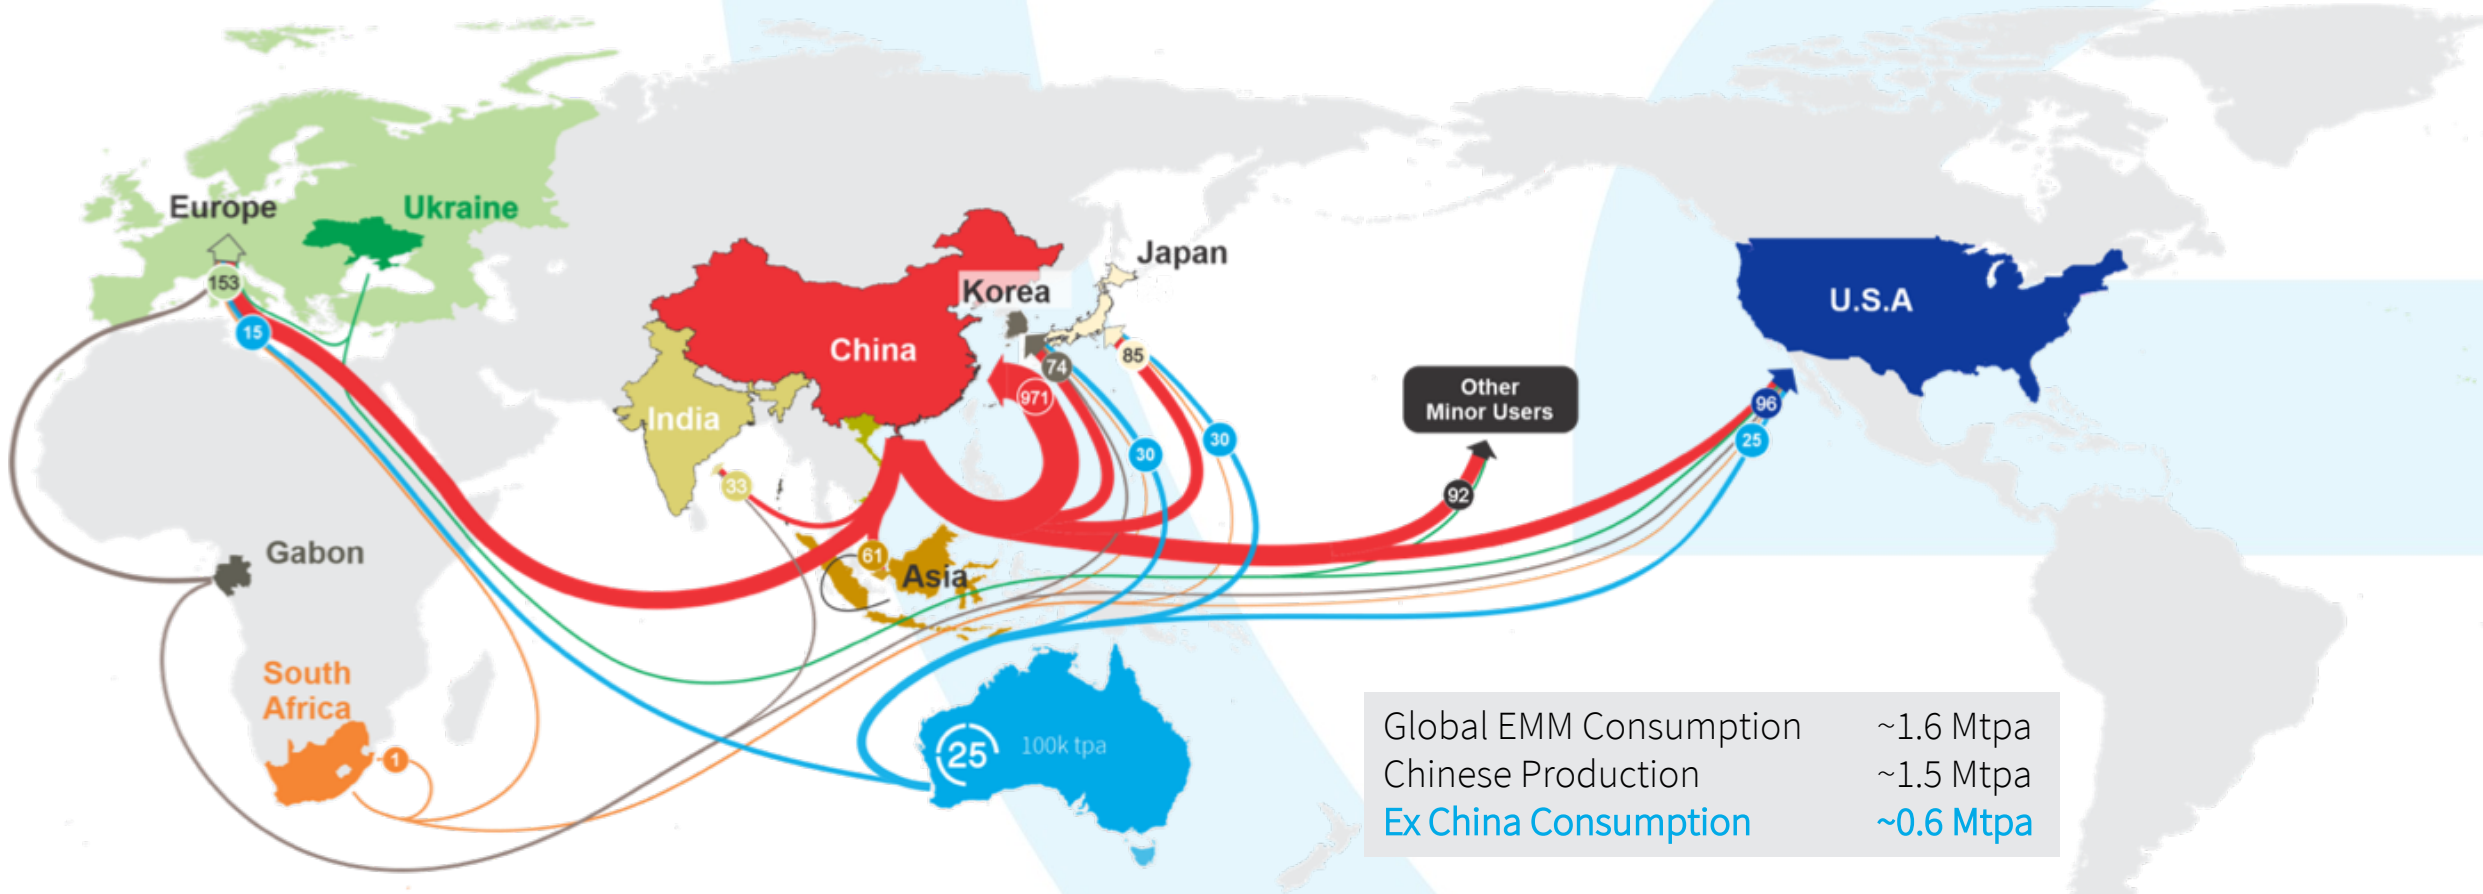 Europe
Ukraine
153
15
China
India
33
Korea
Japan
74
85
971
30
30
61
Asia
Other
Minor Users
92
U.S.A
96
25
Gabon
South
Africa
1
25
100k tpa
Global EMM Consumption ~1.6 Mtpa
Chinese Production ~1.5 Mtpa
Ex China Consumption ~0.6 Mtpa